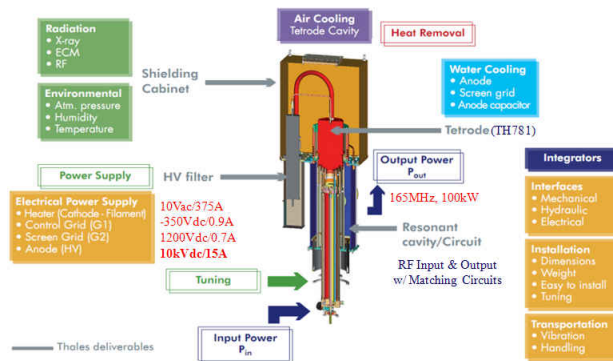 Radiation
• X-ray
• ECM
• RF
Environmental
• Atm. pressure
• Humidity
• Temperature
Shielding
Cabinet
Air Cooling
Tetrode Cavity
Heat Removal
Water Cooling
• Anode
• Screen grid
• Anode capacitor
Tetrode (TH781)
Power Supply
HV filter
Electrical Power Supply
• Heater (Cathode - Filament)
• Control Grid (G1)
• Screen Grid (G2)
• Anode (HV)
10Vac/375A
-350Vdc/0.9A
1200Vdc/0.7A
10kVdc/15A
Output Power
Pout
165MHz, 100kW
Resonant
cavity/Circuit
RF Input & Output
w/ Matching Circuits
Tuning
Input Power
Pin
Integrators
Interfaces
• Mechanical
• Hydraulic
• Electrical
Installation
• Dimensions
• Weight
• Easy to install
• Tuning
Transportation
• Vibration
• Handling
Thales deliverables